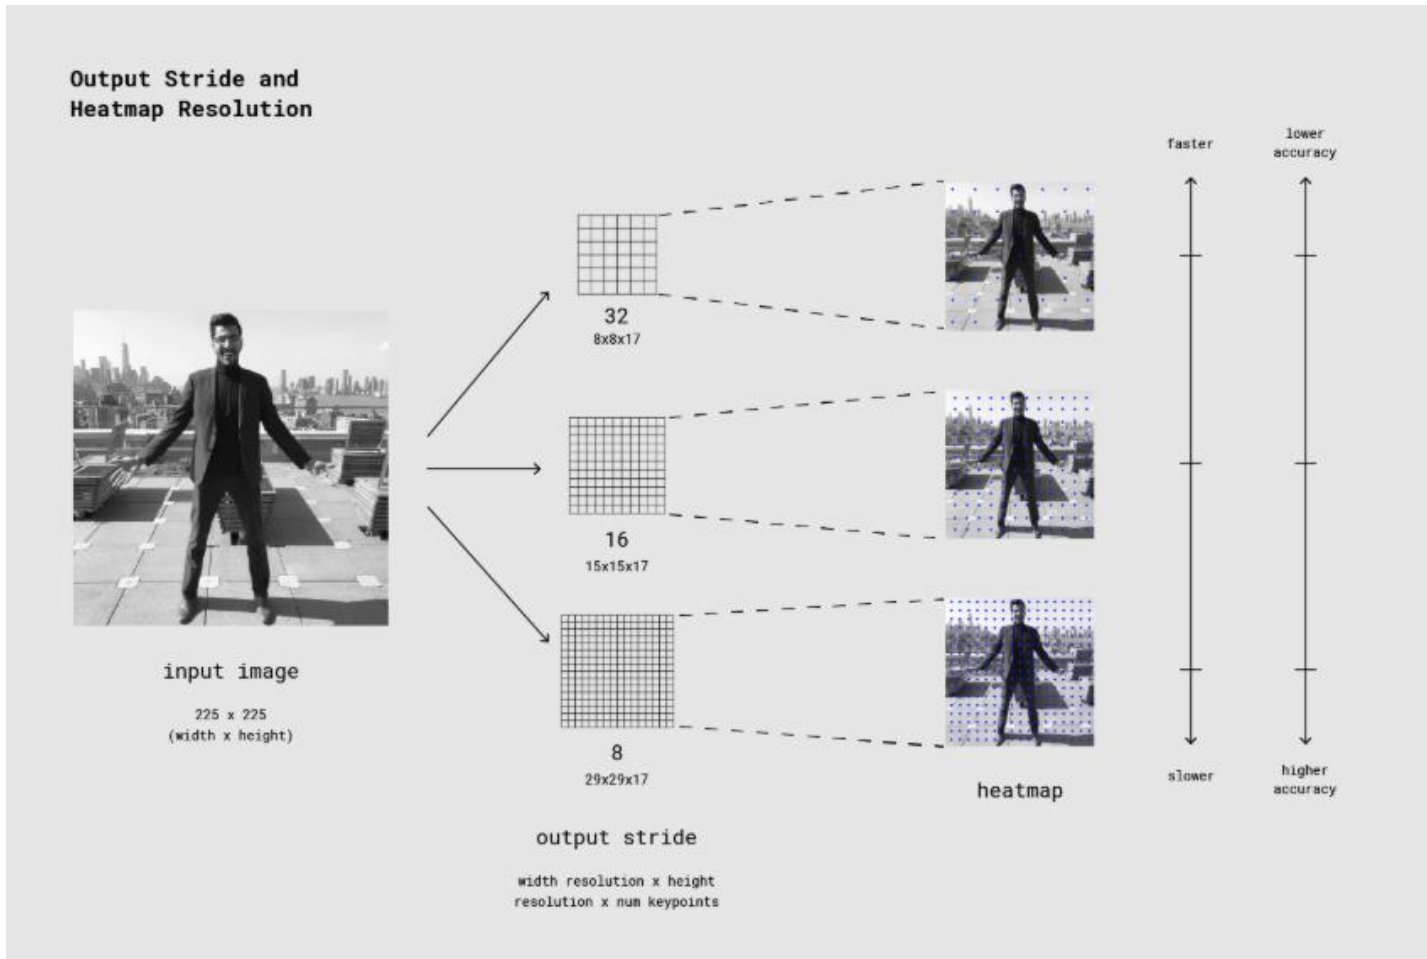 Output Stride and
Heatmap Resolution
input image
225 x 225
(width x height)
32
8x8x17
16
15x15x17
8
29x29x17
output stride
width resolution x height
resolution x num keypoints
heatmap
faster
slower
lower
accuracy
higher
accuracy